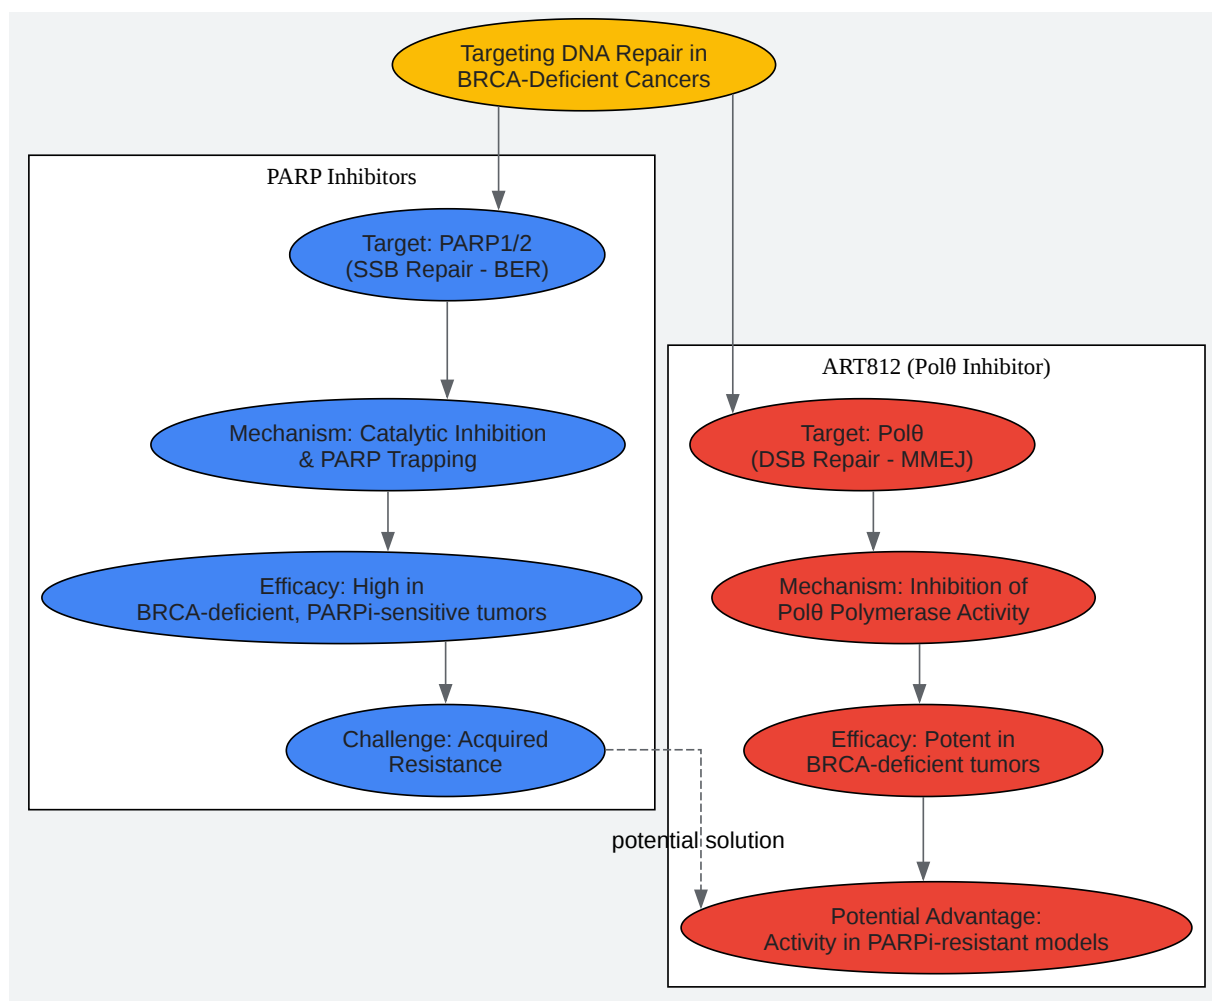 Targeting DNA Repair in
BRCA-Deficient Cancers
PARP Inhibitors
Target: PARP1/2
(SSB Repair - BER)
Mechanism: Catalytic Inhibition
& PARP Trapping
Efficacy: High in
BRCA-deficient, PARPi-sensitive tumors
Challenge: Acquired
Resistance
potential solution
ART812 (Polθ Inhibitor)
Target: Polθ
(DSB Repair - MMEJ)
Mechanism: Inhibition of
Polθ Polymerase Activity
Efficacy: Potent in
BRCA-deficient tumors
Potential Advantage:
Activity in PARPi-resistant models